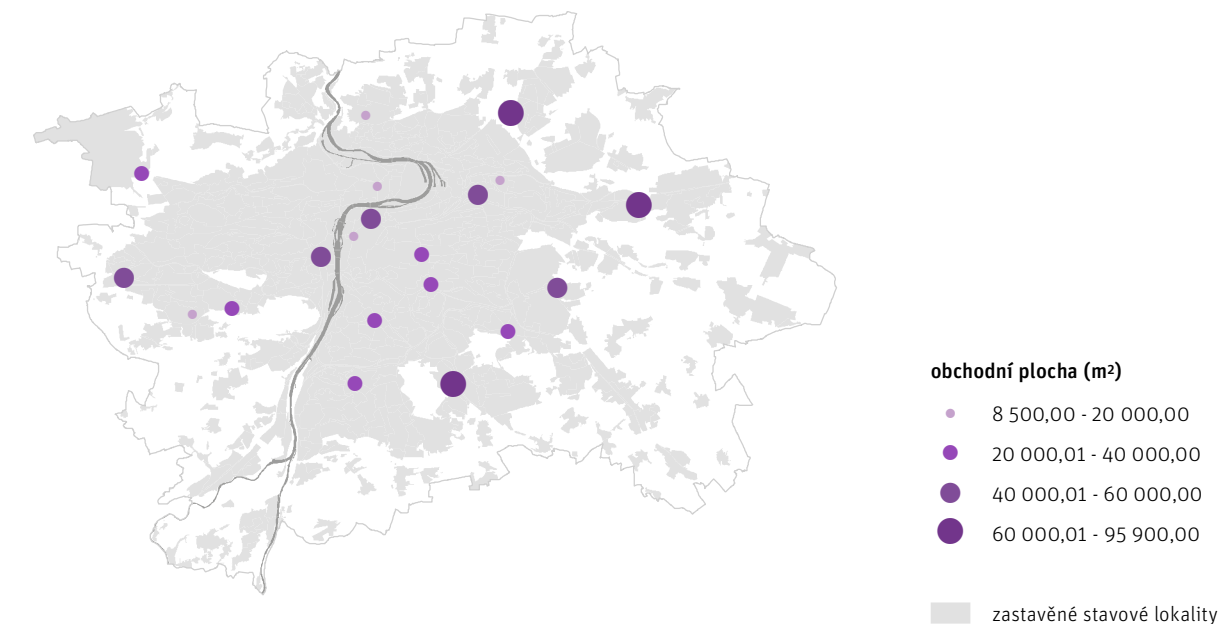 obchodní plocha (m²)
8 500,00 - 20 000,00
20 000,01 - 40 000,00
40 000,01 - 60 000,00
60 000,01 - 95 900,00
zastavěné stavové lokality